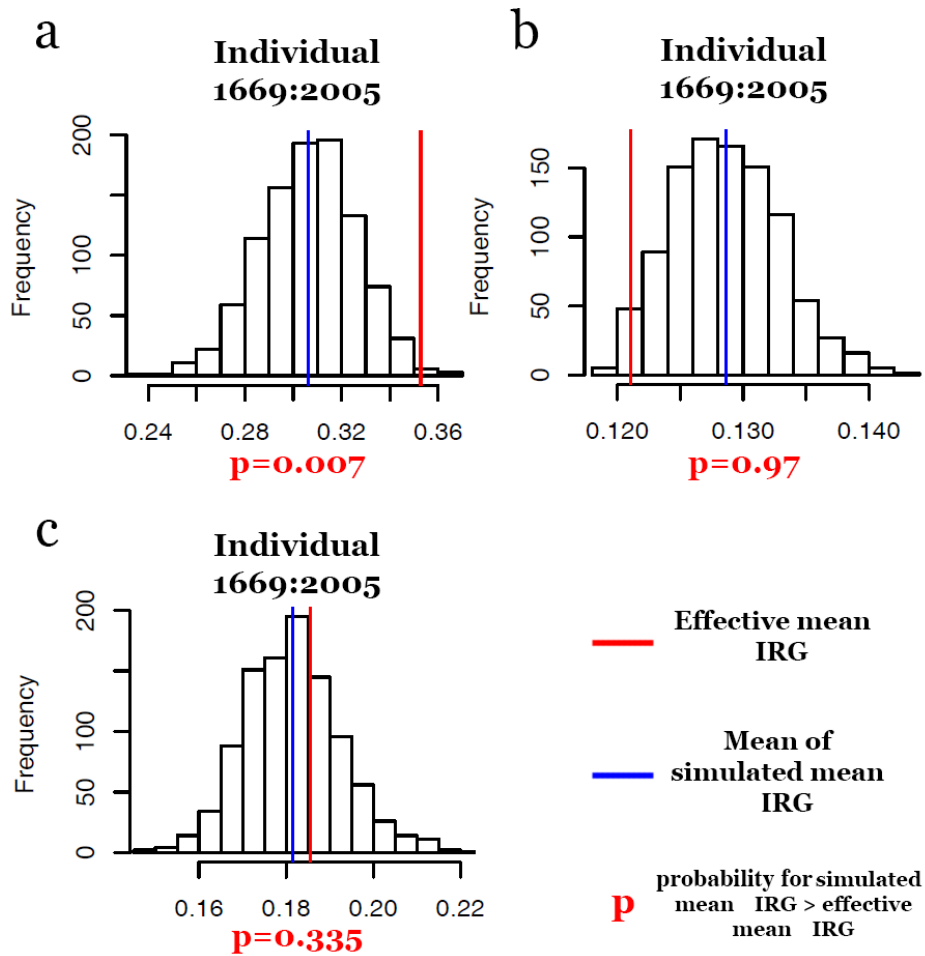 a
Individual
1669:2005
Frequency
0 50 100 200
0.24 0.28 0.32 0.36
p=0.007
b
Individual
1669:2005
Frequency
0 50 100 150
0.120 0.130 0.140
p=0.97
c
Individual
1669:2005
Frequency
0 50 100 200
0.16 0.18 0.20 0.22
p=0.335
Effective mean
IRG
Mean of
simulated mean
IRG
p
probability for simulated
mean IRG > effective
mean IRG